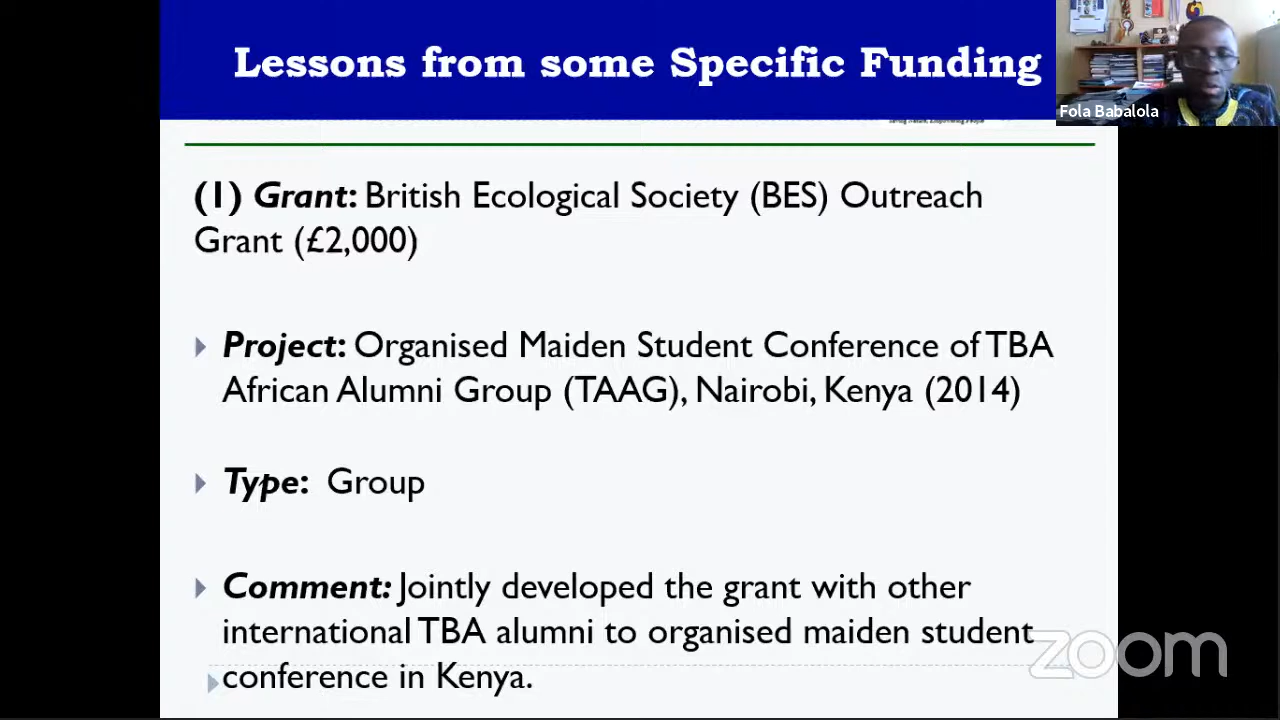 Lessons from some Specific Funding
Fola Babalola
(1) Grant: British Ecological Society (BES) Outreach
Grant (£2,000)
Project: Organised Maiden Student Conference of TBA
African Alumni Group (TAAG), Nairobi, Kenya (2014)
Type: Group
Comment: Jointly developed the grant with other
international TBA alumni to organised maiden student
conference in Kenya.
zoom